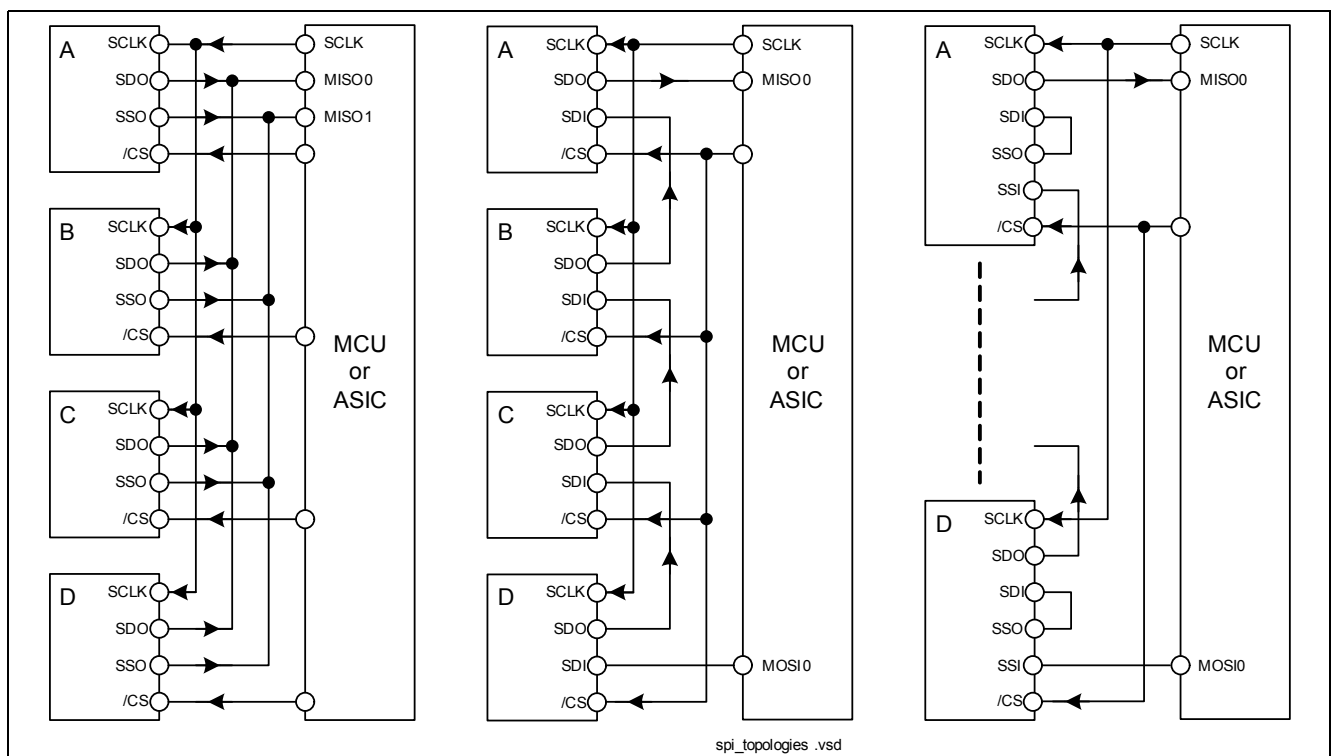 A
SCLK
SDO
SSO
/CS
B
SCLK
SDO
SSO
/CS
C
SCLK
SDO
SSO
/CS
D
SCLK
SDO
SSO
/CS
SCLK
MISO0
MISO1
MCU
or
ASIC
A
SCLK
SDO
SDI
/CS
B
SCLK
SDO
SDI
/CS
C
SCLK
SDO
SDI
/CS
D
SCLK
SDO
SDI
/CS
SCLK
MISO0
MCU
or
ASIC
MOSI0
A
SCLK
SDO
SDI
SSO
SSI
/CS
D
SCLK
SDO
SDI
SSO
SSI
/CS
SCLK
MISO0
MCU
or
ASIC
MOSI0
spi_topologies .vsd